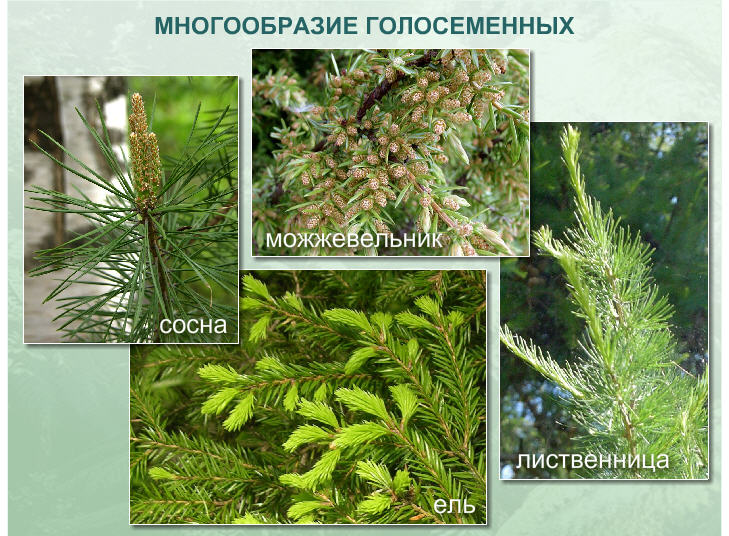 МНОГООБРАЗИЕ ГОЛОСЕМЕННЫХ
можжевельник
сосна
лиственница
ель